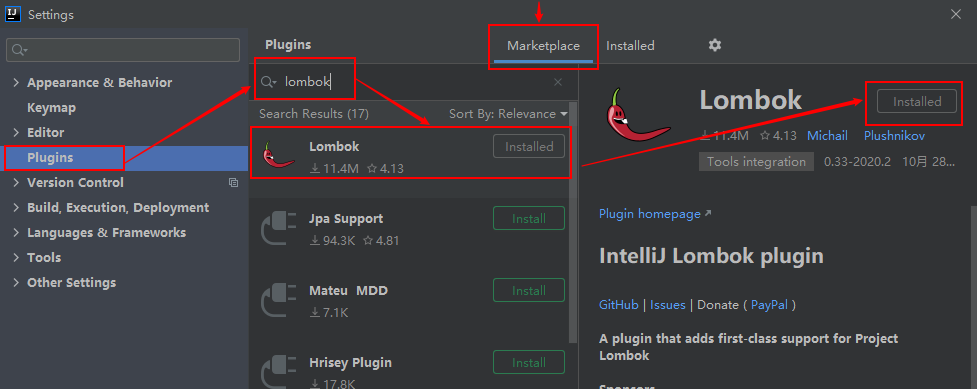 IJ Settings
Plugins
Marketplace
Installed
Appearance & Behavior
Keymap
Editor
Plugins
Version Control
Build, Execution, Deployment
Languages & Frameworks
Tools
Other Settings
lombok
Search Results (17) Sort By: Relevance
Lombok
Installed
11.4M 4.13
Jpa Support
Install
94.3K 4.81
Mateu MDD
Install
7.1K
Hrisey Plugin
Install
17.8K
Lombok
Installed
11.4M 4.13 Michail Plushnikov
Tools integration 0.33-2020.2 10月 28...
Plugin homepage
IntelliJ Lombok plugin
GitHub | Issues | Donate ( PayPal )
A plugin that adds first-class support for Project
Lombok